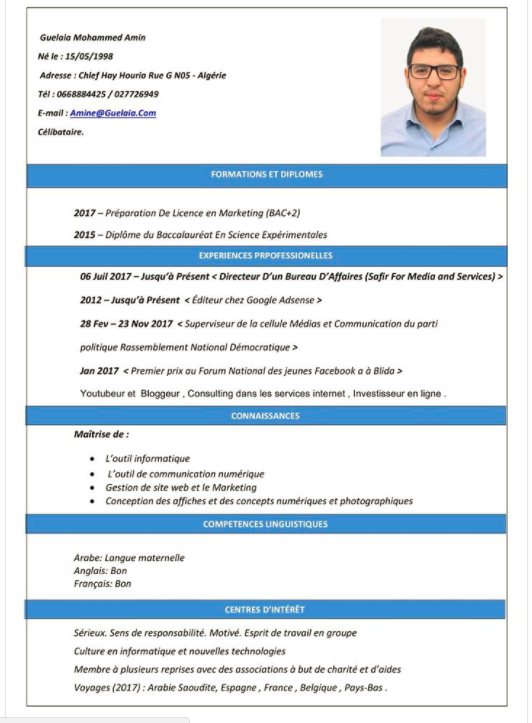 Guelaia Mohammed Amin
Né le : 15/05/1998
Adresse : Chlef Hay Houria Rue G N05 - Algérie
Tél : 0668884425 / 027726949
E-mail : Amine@Guelaia.Com
Célibataire.
FORMATIONS ET DIPLOMES
2017 – Préparation De Licence en Marketing (BAC+2)
2015 – Diplôme du Baccalauréat En Science Expérimentales
EXPERIENCES PRPOFESSIONELLES
06 Juil 2017 – Jusqu'à Présent < Directeur D'un Bureau D'Affaires (Safir For Media and Services) >
2012 – Jusqu'à Présent < Éditeur chez Google Adsense >
28 Fev – 23 Nov 2017 < Superviseur de la cellule Médias et Communication du parti
politique Rassemblement National Démocratique >
Jan 2017 < Premier prix au Forum National des jeunes Facebook a à Blida >
Youtubeur et Bloggeur , Consulting dans les services internet , Investisseur en ligne .
CONNAISSANCES
Maîtrise de :
• L'outil informatique
• L'outil de communication numérique
• Gestion de site web et le Marketing
• Conception des affiches et des concepts numériques et photographiques
COMPETENCES LINGUISTIQUES
Arabe: Langue maternelle
Anglais: Bon
Français: Bon
CENTRES D'INTÉRÊT
Sérieux. Sens de responsabilité. Motivé. Esprit de travail en groupe
Culture en informatique et nouvelles technologies
Membre à plusieurs reprises avec des associations à but de charité et d'aides
Voyages (2017) : Arabie Saoudite, Espagne , France , Belgique , Pays-Bas .